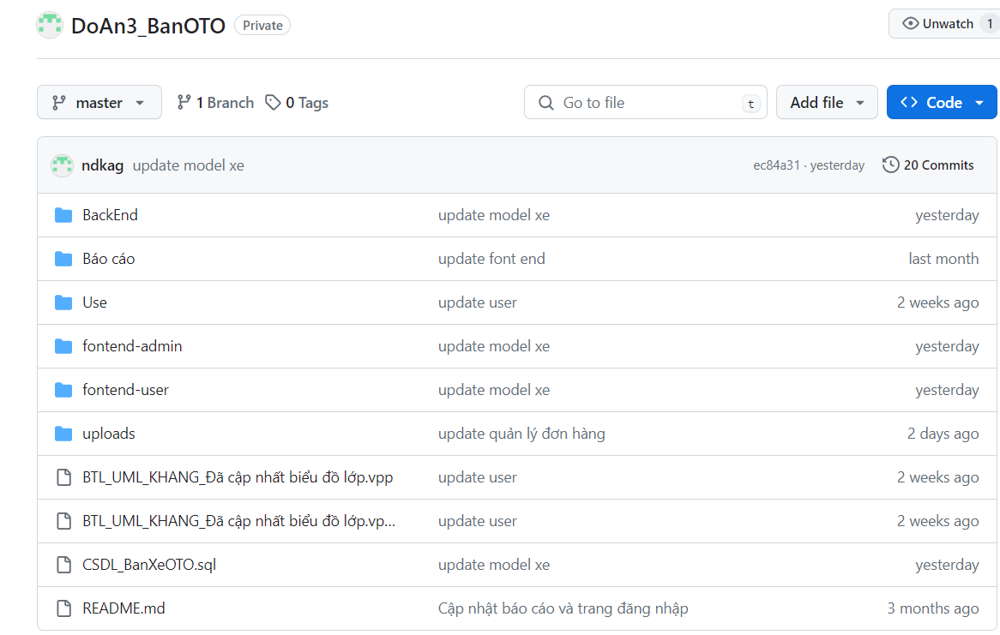 DoAn3_BanOTO Private Unwatch 1
master 1 Branch 0 Tags Go to file t Add file Code
ndkag update model xe ec84a31 · yesterday 20 Commits
BackEnd update model xe yesterday
Báo cáo update font end last month
Use update user 2 weeks ago
fontend-admin update model xe yesterday
fontend-user update model xe yesterday
uploads update quản lý đơn hàng 2 days ago
BTL_UML_KHANG_Đã cập nhất biểu đồ lớp.vpp update user 2 weeks ago
BTL_UML_KHANG_Đã cập nhất biểu đồ lớp.vp... update user 2 weeks ago
CSDL_BanXeOTO.sql update model xe yesterday
README.md Cập nhật báo cáo và trang đăng nhập 3 months ago